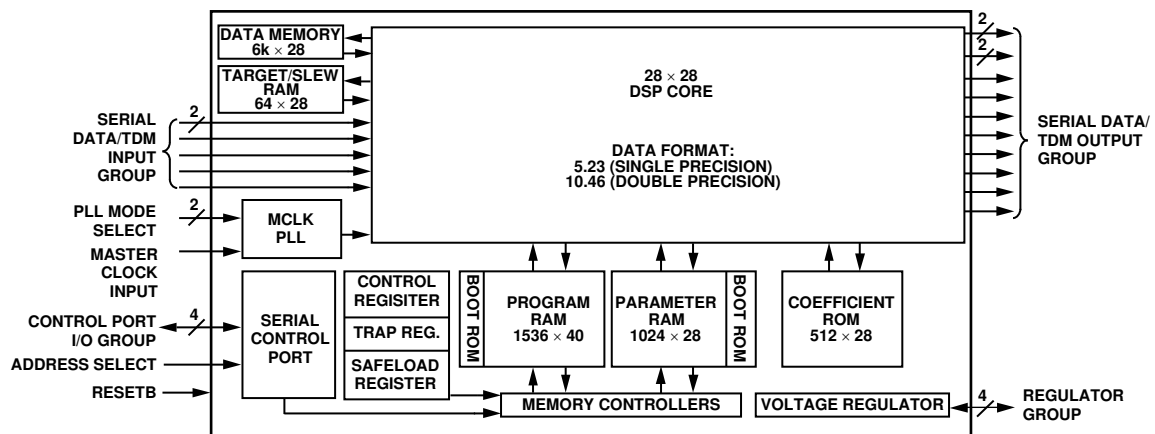 DATA MEMORY
6k × 28
TARGET/SLEW
RAM
64 × 28
28 × 28
DSP CORE
DATA FORMAT:
5.23 (SINGLE PRECISION)
10.46 (DOUBLE PRECISION)
2
2
SERIAL DATA/
TDM OUTPUT
GROUP
SERIAL
DATA/TDM
INPUT
GROUP
2
PLL MODE
SELECT
2
MCLK
PLL
MASTER
CLOCK
INPUT
CONTROL PORT
I/O GROUP
4
ADDRESS SELECT
RESETB
SERIAL
CONTROL
PORT
CONTROL
REGISITER
TRAP REG.
SAFELOAD
REGISTER
BOOT ROM
PROGRAM
RAM
1536 × 40
PARAMETER
RAM
1024 × 28
BOOT ROM
COEFFICIENT
ROM
512 × 28
MEMORY CONTROLLERS
VOLTAGE REGULATOR
4
REGULATOR
GROUP